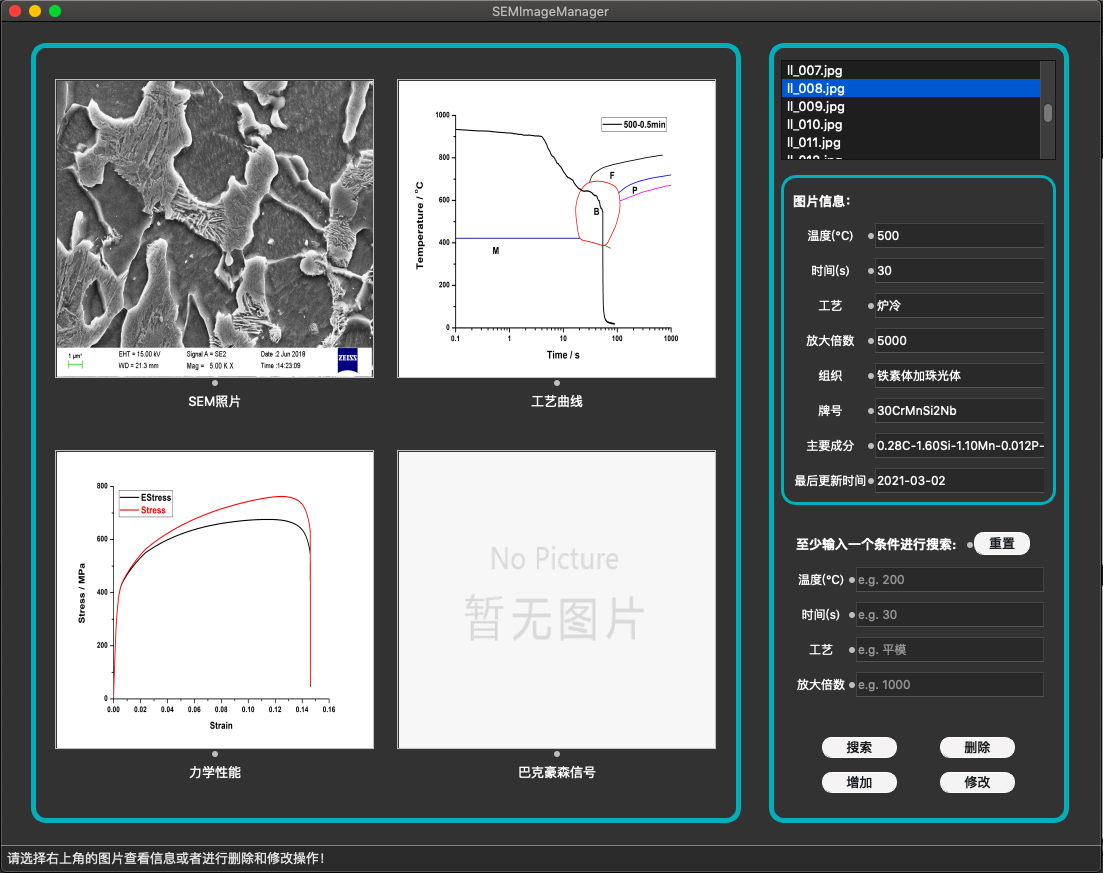 SEMImageManager
1 μm*
EHT = 15.00 kV
Signal A = SE2
Date :2 Jun 2018
WD = 21.3 mm
Mag = 5.00 K X
Time :14:23:09
ZEISS
SEM照片
1000
800
600
400
200
0
Temperature / °C
500-0.5min
F
P
B
M
0.1
1
10
100
1000
Time / s
工艺曲线
800
600
400
200
0
Stress / MPa
EStress
Stress
0.00
0.02
0.04
0.06
0.08
0.10
0.12
0.14
0.16
Strain
力学性能
No Picture
暂无图片
巴克豪森信号
ll_007.jpg
ll_008.jpg
ll_009.jpg
ll_010.jpg
ll_011.jpg
图片信息:
温度(°C) 500
时间(s) 30
工艺 炉冷
放大倍数 5000
组织 铁素体加珠光体
牌号 30CrMnSi2Nb
主要成分 0.28C-1.60Si-1.10Mn-0.012P-
最后更新时间 2021-03-02
至少输入一个条件进行搜索: 重置
温度(°C) e.g. 200
时间(s) e.g. 30
工艺 e.g. 平模
放大倍数 e.g. 1000
搜索 删除
增加 修改
请选择右上角的图片查看信息或者进行删除和修改操作!